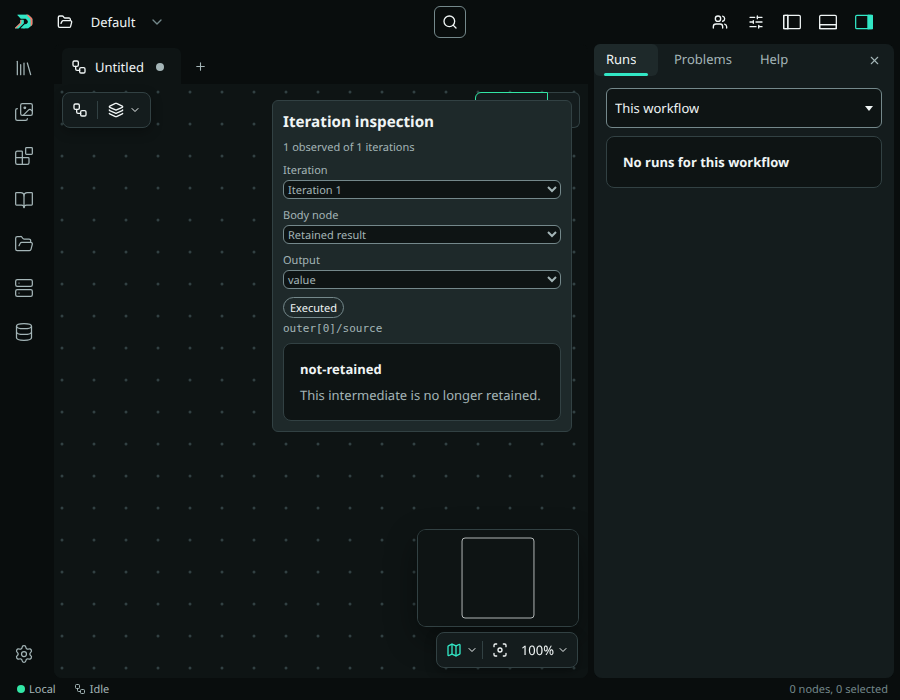 Default
Untitled
Iteration inspection
1 observed of 1 iterations
Iteration
Iteration 1
Body node
Retained result
Output
value
Executed
outer[0]/source
not-retained
This intermediate is no longer retained.
100%
Runs
Problems
Help
This workflow
No runs for this workflow
Local
Idle
0 nodes, 0 selected